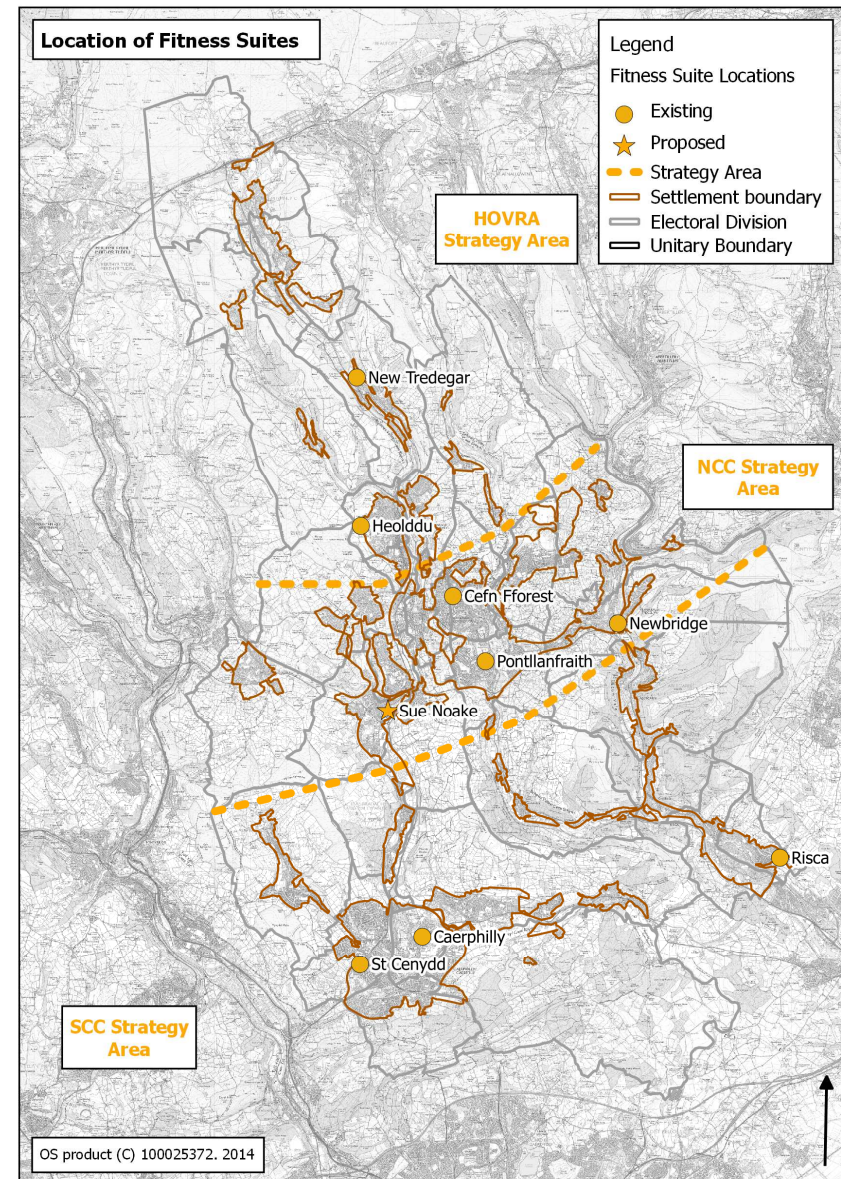 Location of Fitness Suites
Legend
Fitness Suite Locations
Existing
Proposed
Strategy Area
Settlement boundary
Electoral Division
Unitary Boundary
HOVRA
Strategy Area
New Tredegar
NCC Strategy
Area
Heolddu
Cefn Fforest
Newbridge
Pontllanfraith
Sue Noake
Risca
Caerphilly
St Cenydd
SCC Strategy
Area
OS product (C) 100025372. 2014